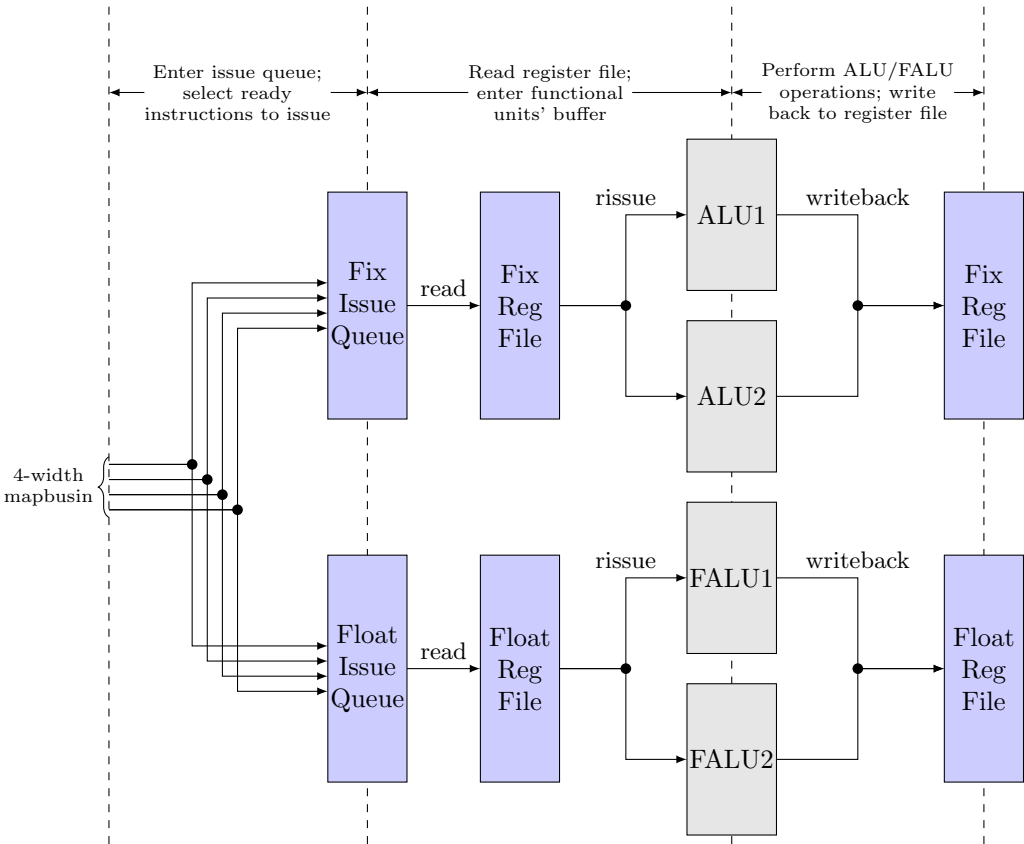 Enter issue queue;
select ready
instructions to issue
Read register file;
enter functional
units' buffer
Perform ALU/FALU
operations; write
back to register file
Fix
Issue
Queue
read
Fix
Reg
File
rissue
ALU1
ALU2
writeback
Fix
Reg
File
4-width
mapbusin
Float
Issue
Queue
read
Float
Reg
File
rissue
FALU1
FALU2
writeback
Float
Reg
File